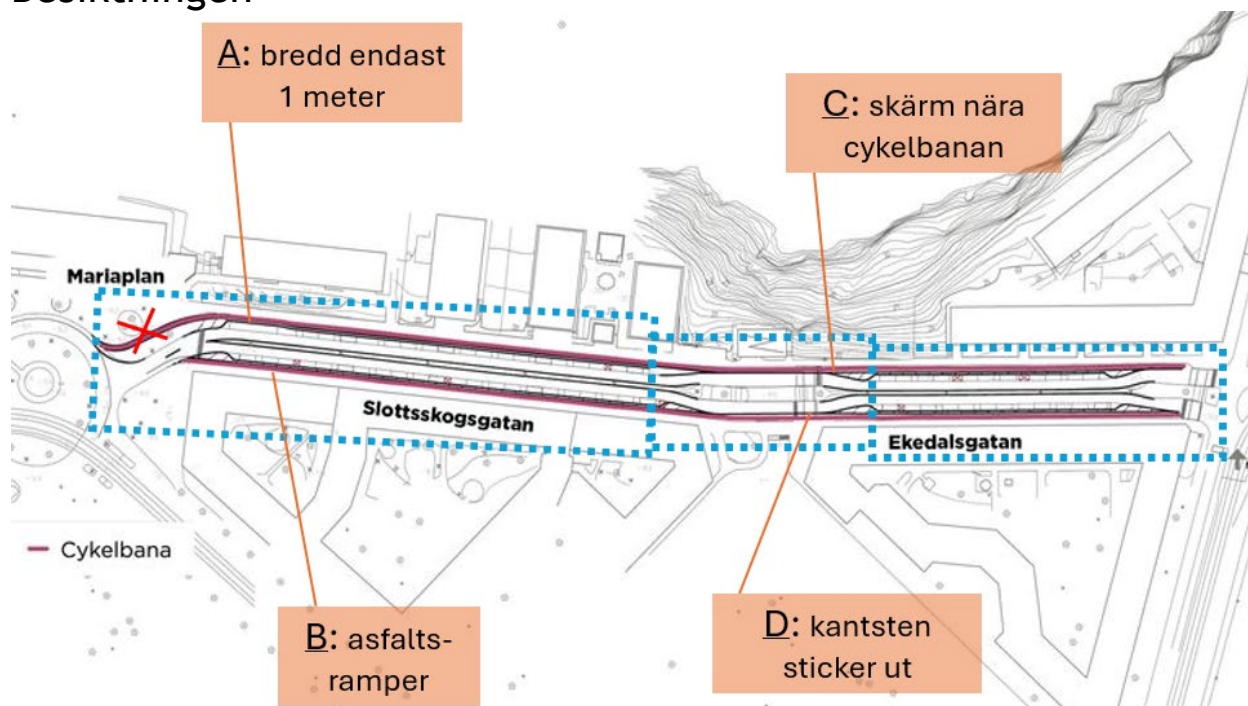 Besiktningen
A: bredd endast
1 meter
C: skärm nära
cykelbanan
Mariaplan
Slottsskogsgatan
Ekedalsgatan
Cykelbana
B: asfalts-
ramper
D: kantsten
sticker ut